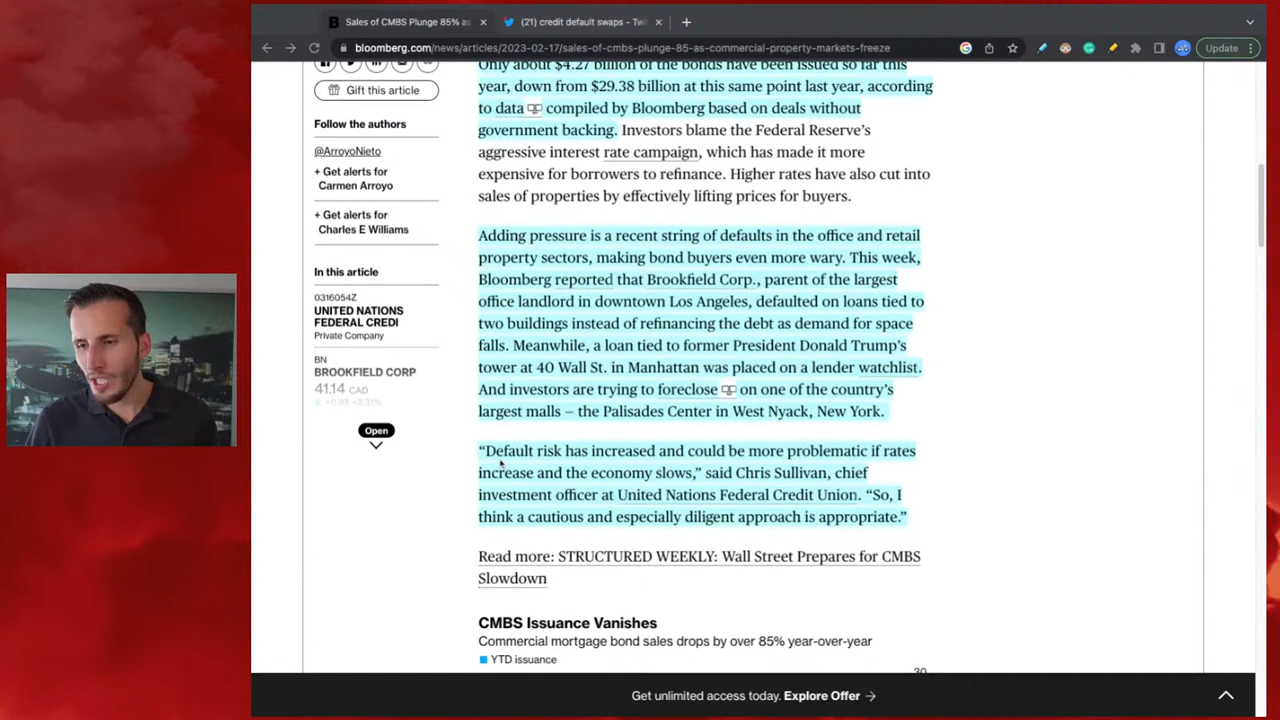 Sales of CMBS Plunge 85% as
(21) credit default swaps - Tw
bloomberg.com/news/articles/2023-02-17/sales-of-cmbs-plunge-85-as-commercial-property-markets-freeze
Update
Gift this article
Follow the authors
@ArroyoNieto
+ Get alerts for
Carmen Arroyo
+ Get alerts for
Charles E Williams
In this article
0316054Z
UNITED NATIONS
FEDERAL CREDI
Private Company
BN
BROOKFIELD CORP
41.14 CAD
+0.93 +2.31%
Open
Only about $4.27 billion of the bonds have been issued so far this
year, down from $29.38 billion at this same point last year, according
to data compiled by Bloomberg based on deals without
government backing. Investors blame the Federal Reserve’s
aggressive interest rate campaign, which has made it more
expensive for borrowers to refinance. Higher rates have also cut into
sales of properties by effectively lifting prices for buyers.
Adding pressure is a recent string of defaults in the office and retail
property sectors, making bond buyers even more wary. This week,
Bloomberg reported that Brookfield Corp., parent of the largest
office landlord in downtown Los Angeles, defaulted on loans tied to
two buildings instead of refinancing the debt as demand for space
falls. Meanwhile, a loan tied to former President Donald Trump’s
tower at 40 Wall St. in Manhattan was placed on a lender watchlist.
And investors are trying to foreclose on one of the country’s
largest malls – the Palisades Center in West Nyack, New York.
“Default risk has increased and could be more problematic if rates
increase and the economy slows,” said Chris Sullivan, chief
investment officer at United Nations Federal Credit Union. “So, I
think a cautious and especially diligent approach is appropriate.”
Read more: STRUCTURED WEEKLY: Wall Street Prepares for CMBS
Slowdown
CMBS Issuance Vanishes
Commercial mortgage bond sales drops by over 85% year-over-year
YTD issuance
30
Get unlimited access today. Explore Offer